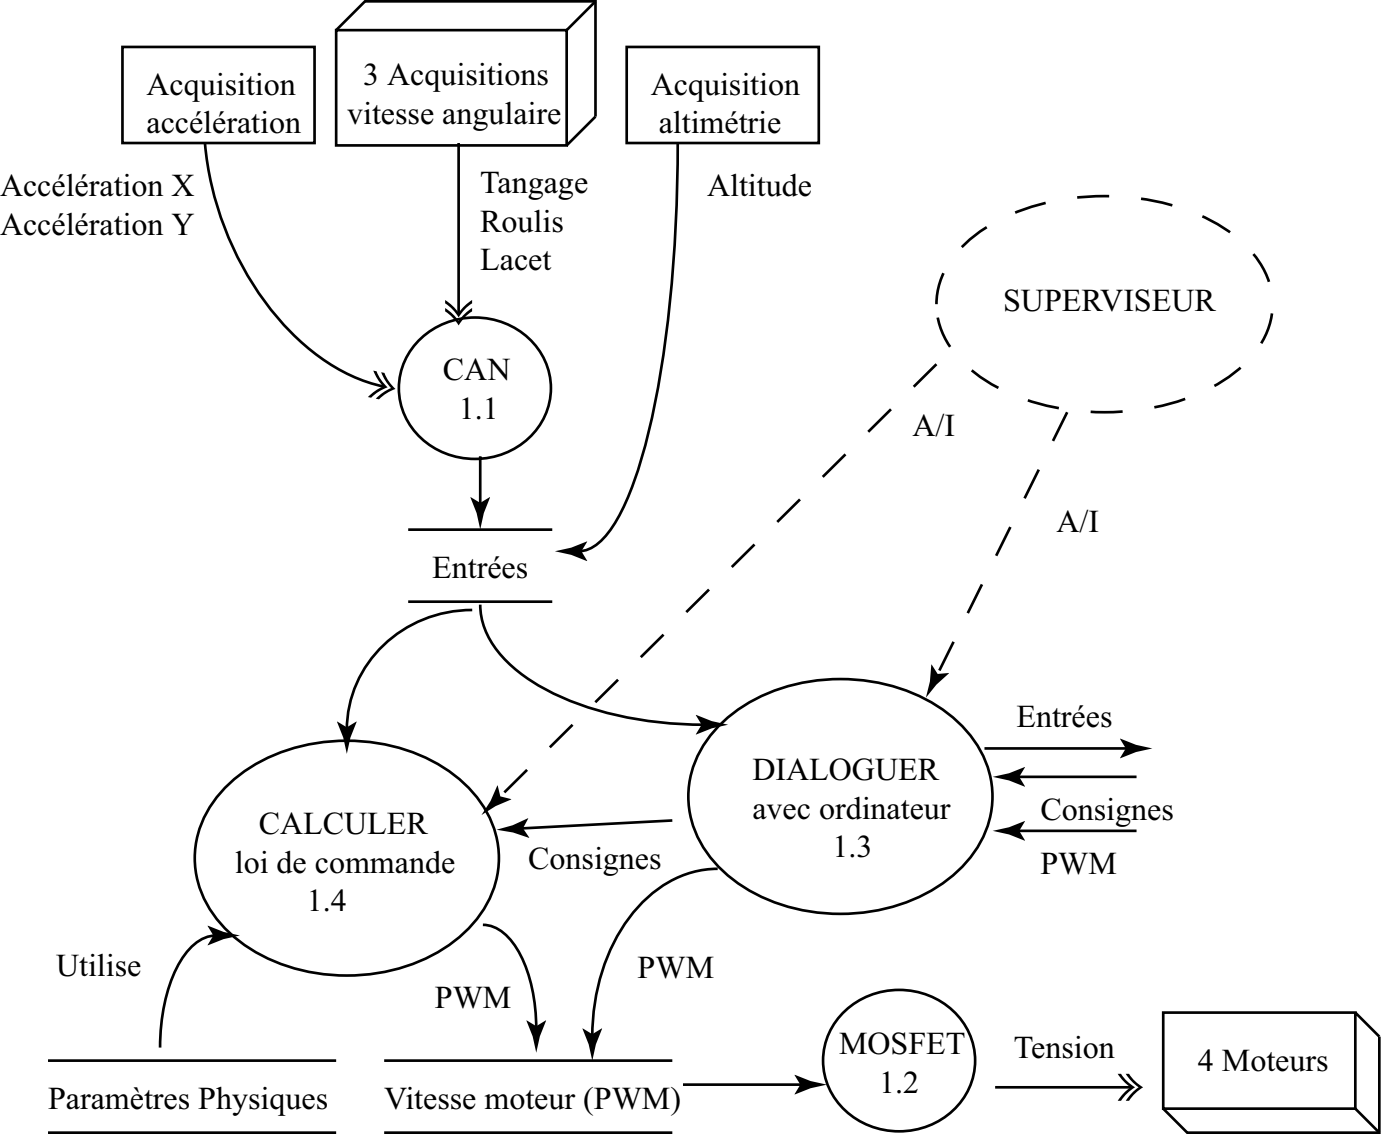 Acquisition
accélération
3 Acquisitions
vitesse angulaire
Acquisition
altimétrie
Accélération X
Accélération Y
Tangage
Roulis
Lacet
Altitude
SUPERVISEUR
CAN
1.1
A/I
A/I
Entrées
Entrées
DIALOGUER
avec ordinateur
1.3
Consignes
PWM
CALCULER
loi de commande
1.4
Consignes
Utilise
PWM
PWM
MOSFET
1.2
Tension
4 Moteurs
Paramètres Physiques
Vitesse moteur (PWM)